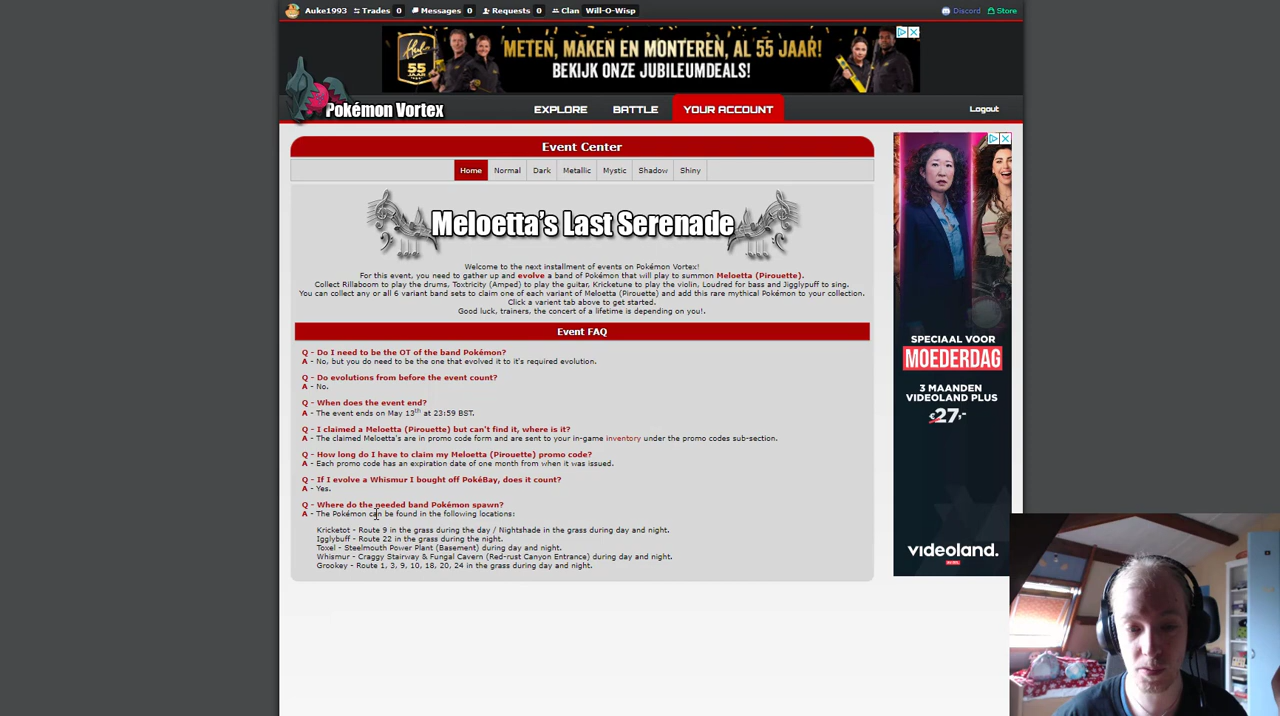 Auke1993 Trades 0 Messages 0 Requests 0 Clan Will-O-Wisp Discord Store
55 JAAR
METEN, MAKEN EN MONTEREN, AL 55 JAAR!
BEKIJK ONZE JUBILEUMDEALS!
Pokémon Vortex
EXPLORE BATTLE YOUR ACCOUNT Logout
Event Center
Home Normal Dark Metallic Mystic Shadow Shiny
Meloetta's Last Serenade
Welcome to the next installment of events on Pokémon Vortex!
For this event, you need to gather up and evolve a band of Pokémon that will play to summon Meloetta (Pirouette).
Collect Rillaboom to play the drums, Toxtricity (Amped) to play the guitar, Kricketune to play the violin, Loudred for bass and Jigglypuff to sing.
You can collect any or all 6 variant band sets to claim one of each variant of Meloetta (Pirouette) and add this rare mythical Pokémon to your collection.
Click a varient tab above to get started.
Good luck, trainers, the concert of a lifetime is depending on you!.
Event FAQ
Q - Do I need to be the OT of the band Pokémon?
A - No, but you do need to be the one that evolved it to it's required evolution.
Q - Do evolutions from before the event count?
A - No.
Q - When does the event end?
A - The event ends on May 13th at 23:59 BST.
Q - I claimed a Meloetta (Pirouette) but can't find it, where is it?
A - The claimed Meloetta's are in promo code form and are sent to your in-game inventory under the promo codes sub-section.
Q - How long do I have to claim my Meloetta (Pirouette) promo code?
A - Each promo code has an expiration date of one month from when it was issued.
Q - If I evolve a Whismur I bought off PokéBay, does it count?
A - Yes.
Q - Where do the needed band Pokémon spawn?
A - The Pokémon can be found in the following locations:
Kricketot - Route 9 in the grass during the day / Nightshade in the grass during day and night.
Igglybuff - Route 22 in the grass during the night.
Toxel - Steelmouth Power Plant (Basement) during day and night.
Whismur - Craggy Stairway & Fungal Cavern (Red-rust Canyon Entrance) during day and night.
Grookey - Route 1, 3, 9, 10, 18, 20, 24 in the grass during day and night.
SPECIAAL VOOR
MOEDERDAG
3 MAANDEN
VIDEOLAND PLUS
€27,-
videoland.